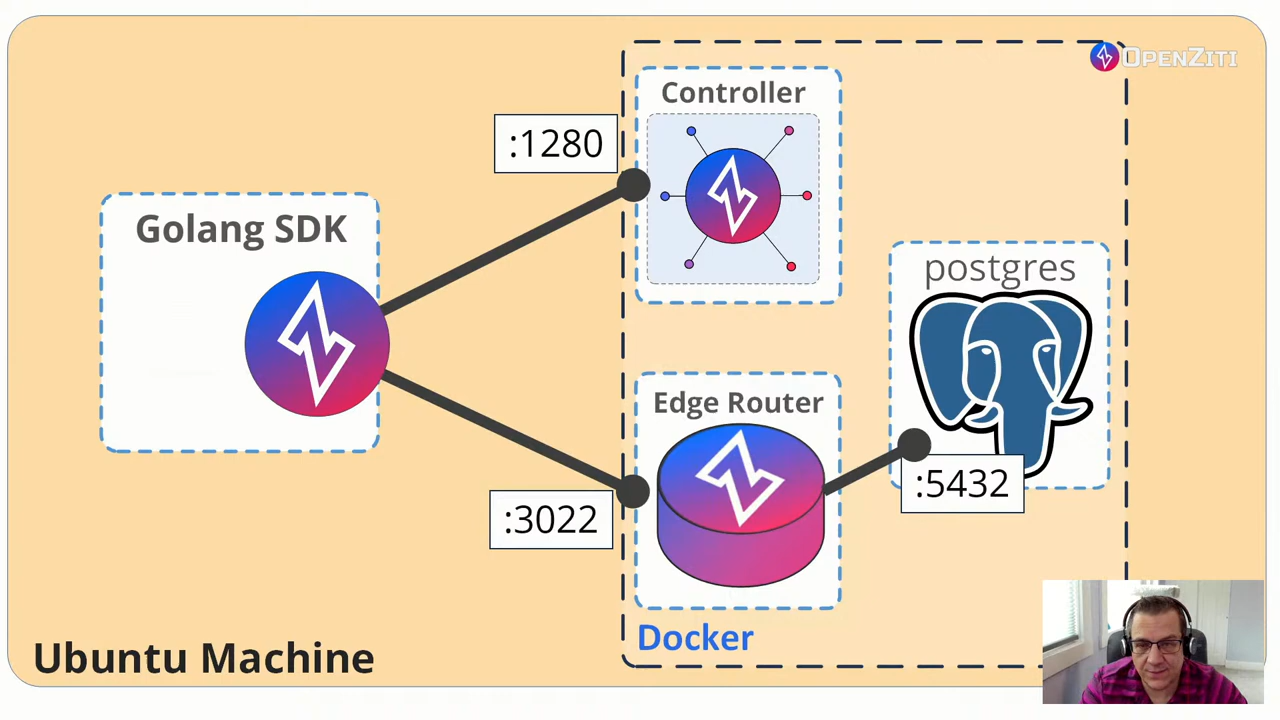 OPENZITI
Controller
:1280
Golang SDK
postgres
Edge Router
:5432
:3022
Docker
Ubuntu Machine